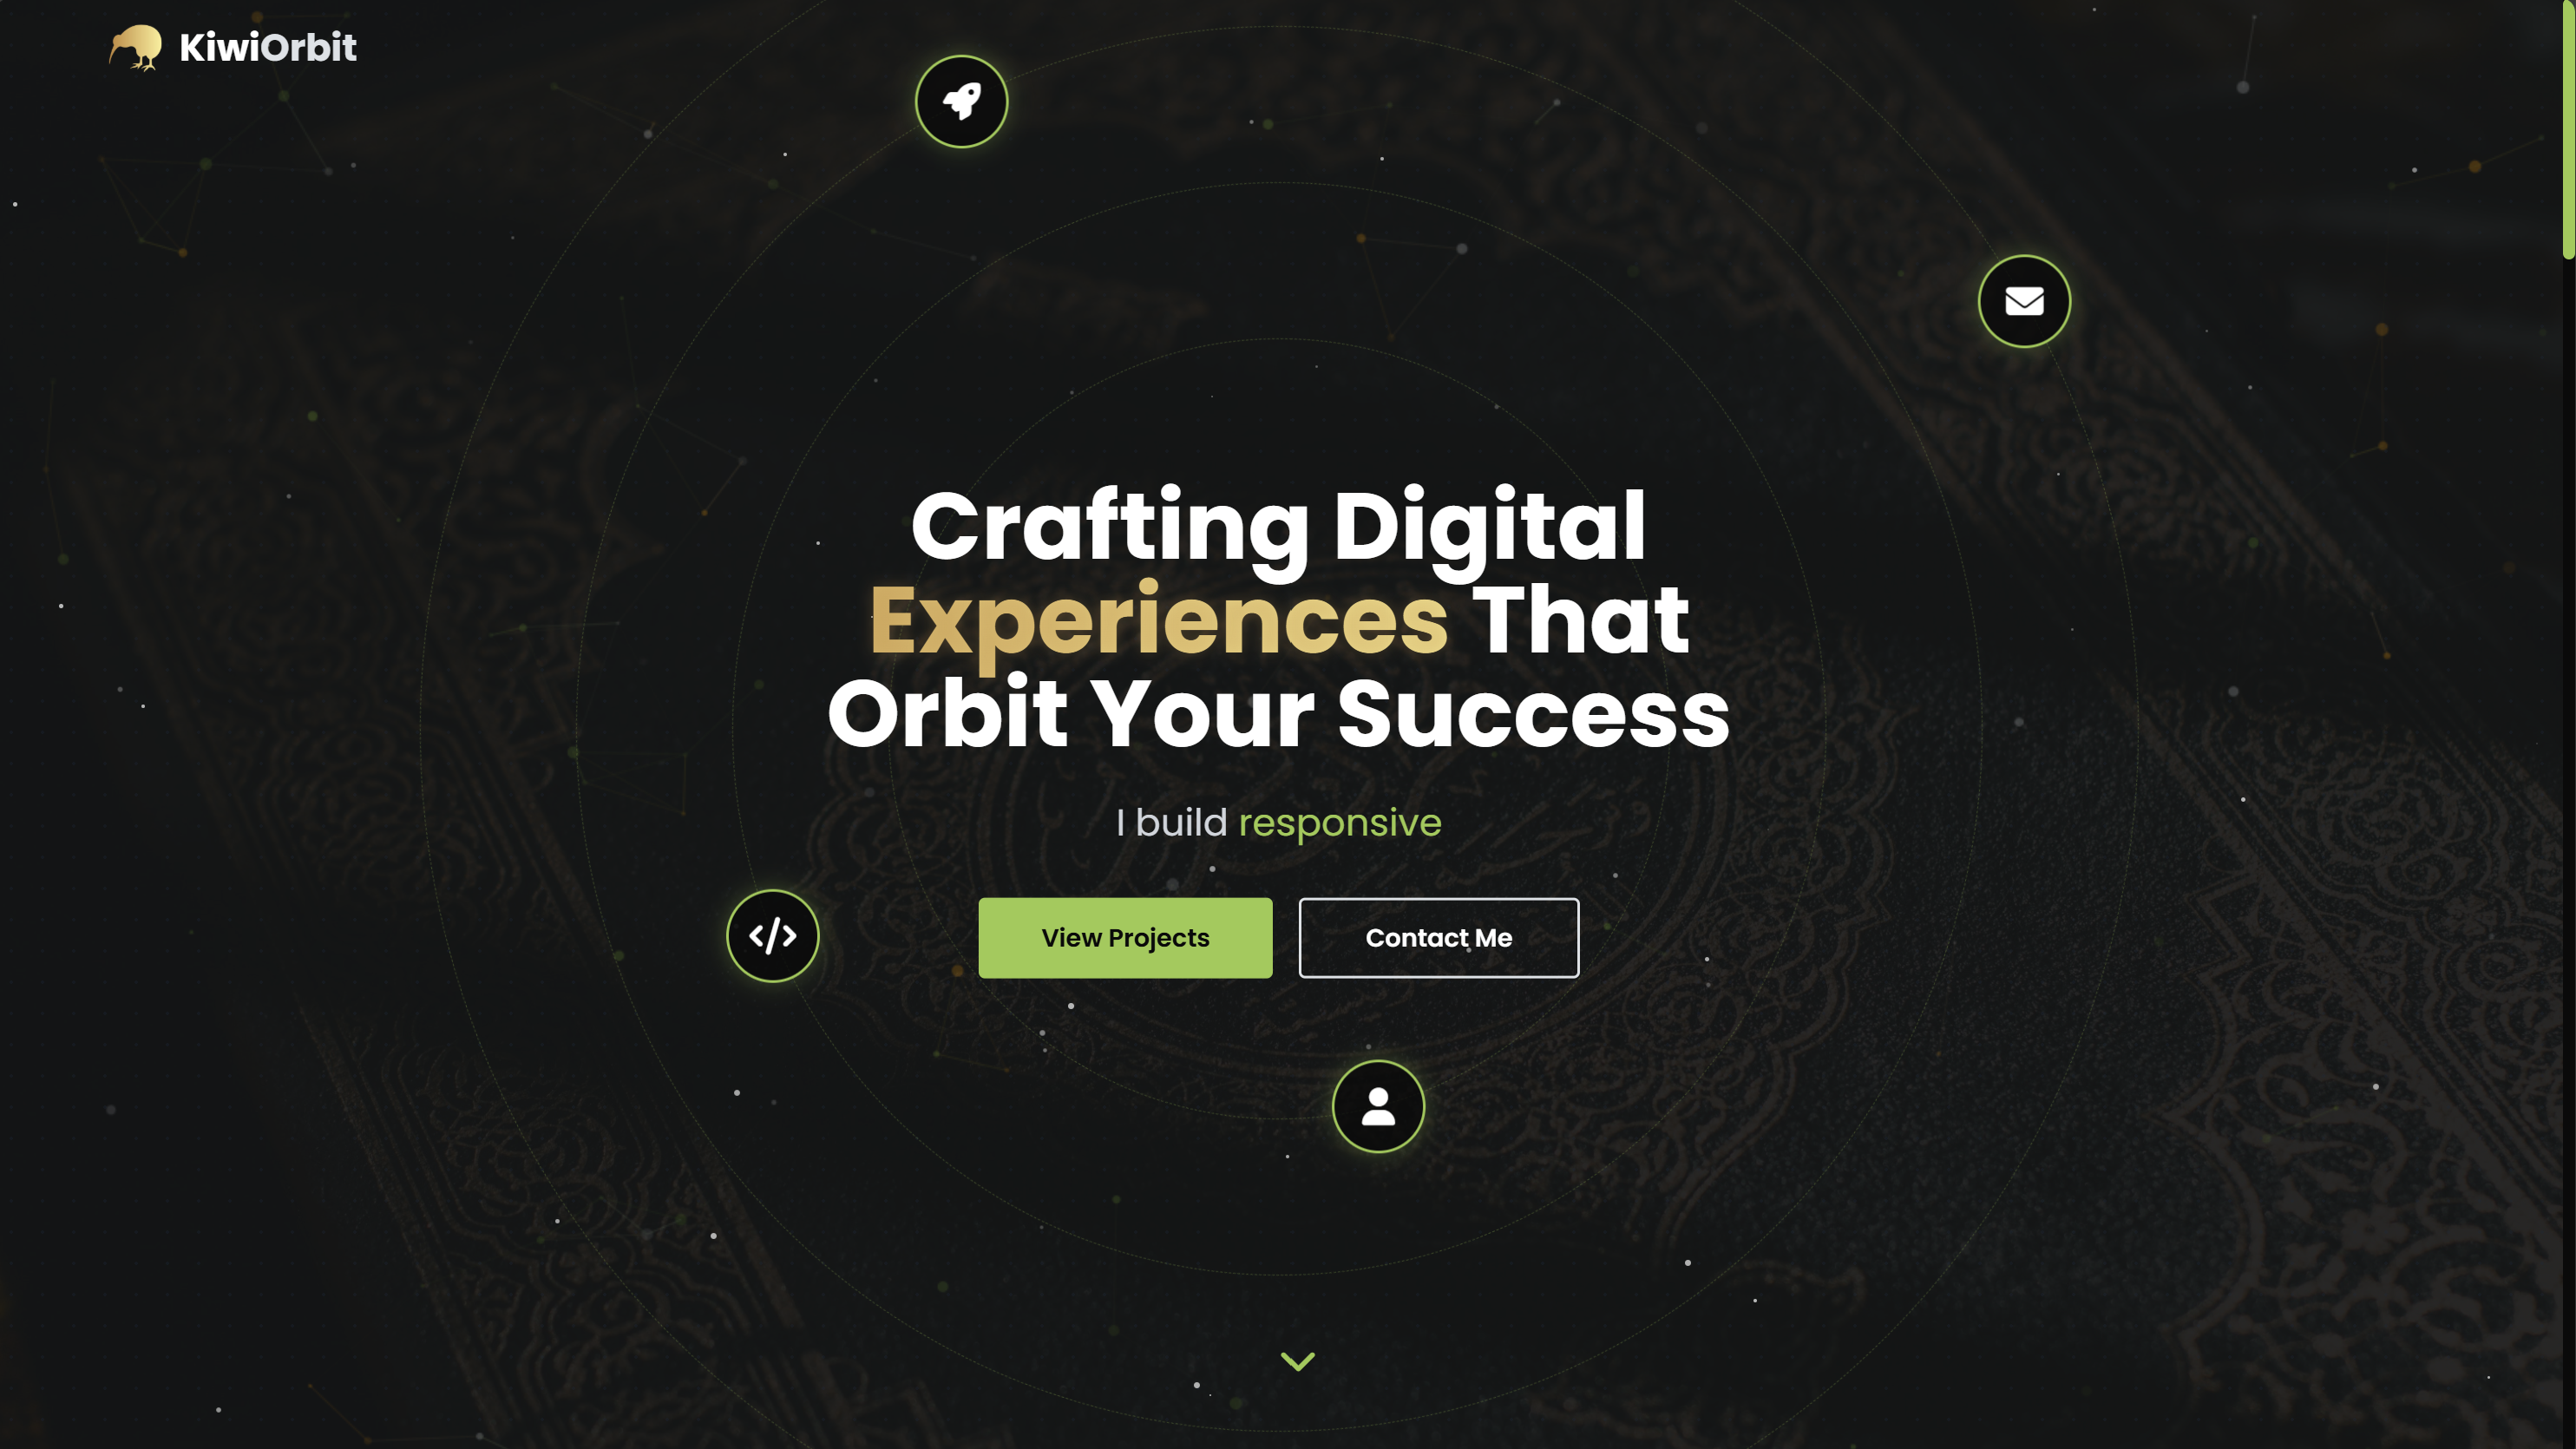 KiwiOrbit
Crafting Digital
Experiences That
Orbit Your Success
I build responsive
View Projects
Contact Me